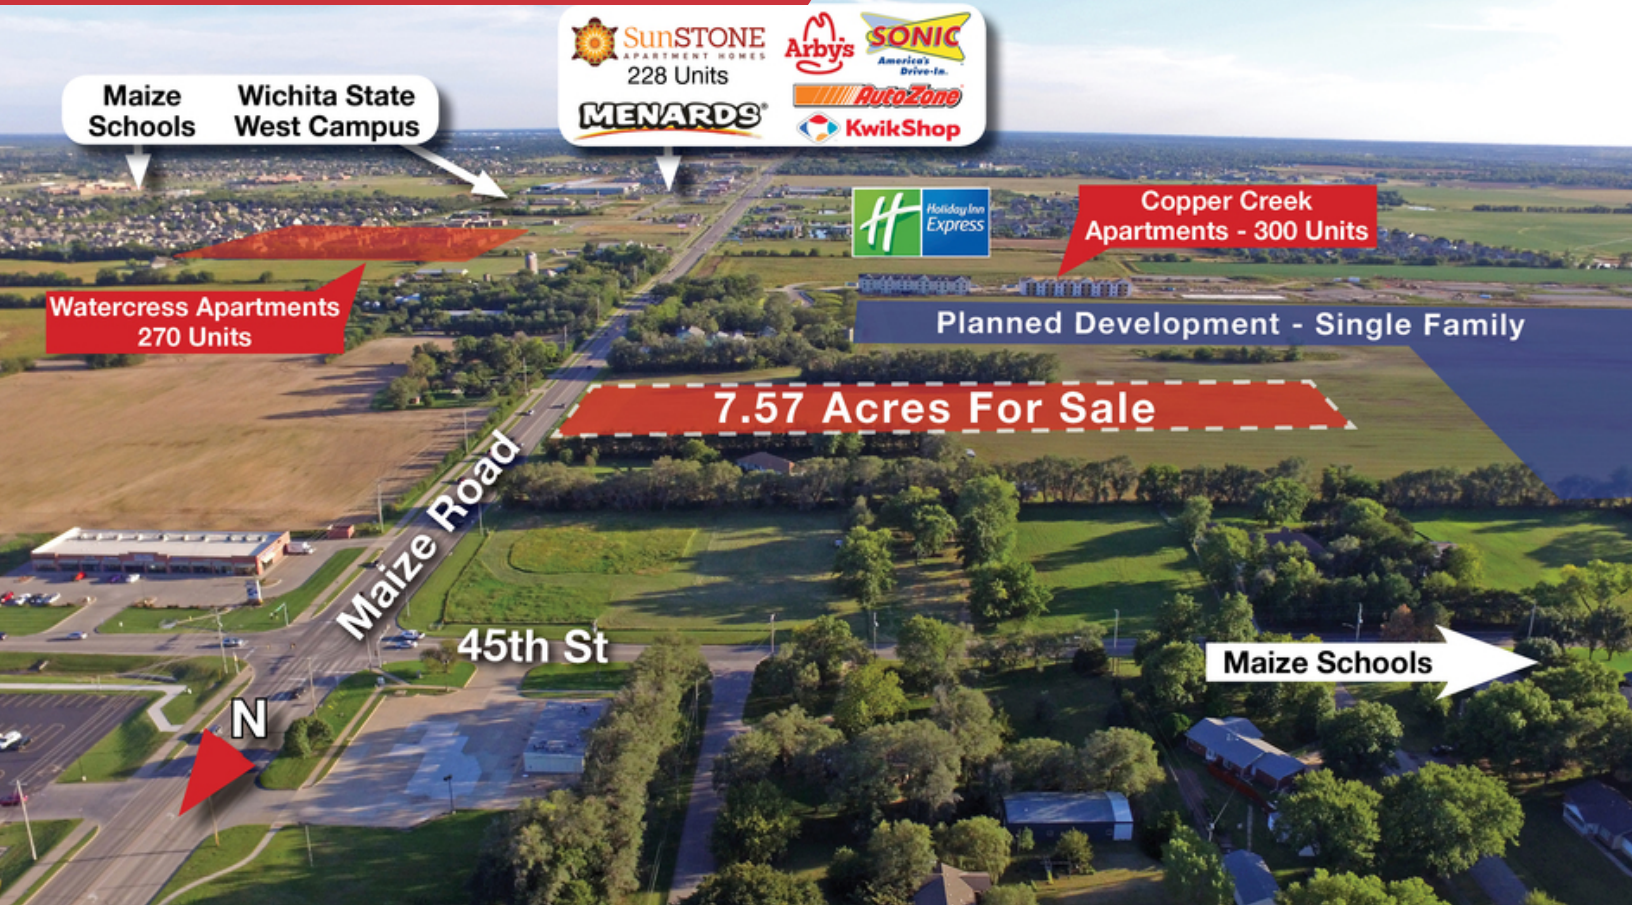 Maize Schools
Wichita State West Campus
SunSTONE
APARTMENT HOMES
228 Units
MENARDS®
Arby's
SONIC
America's Drive-In.
AutoZone
KwikShop
Holiday Inn Express
Copper Creek
Apartments - 300 Units
Watercress Apartments
270 Units
Planned Development - Single Family
7.57 Acres For Sale
Maize Road
45th St
Maize Schools
N